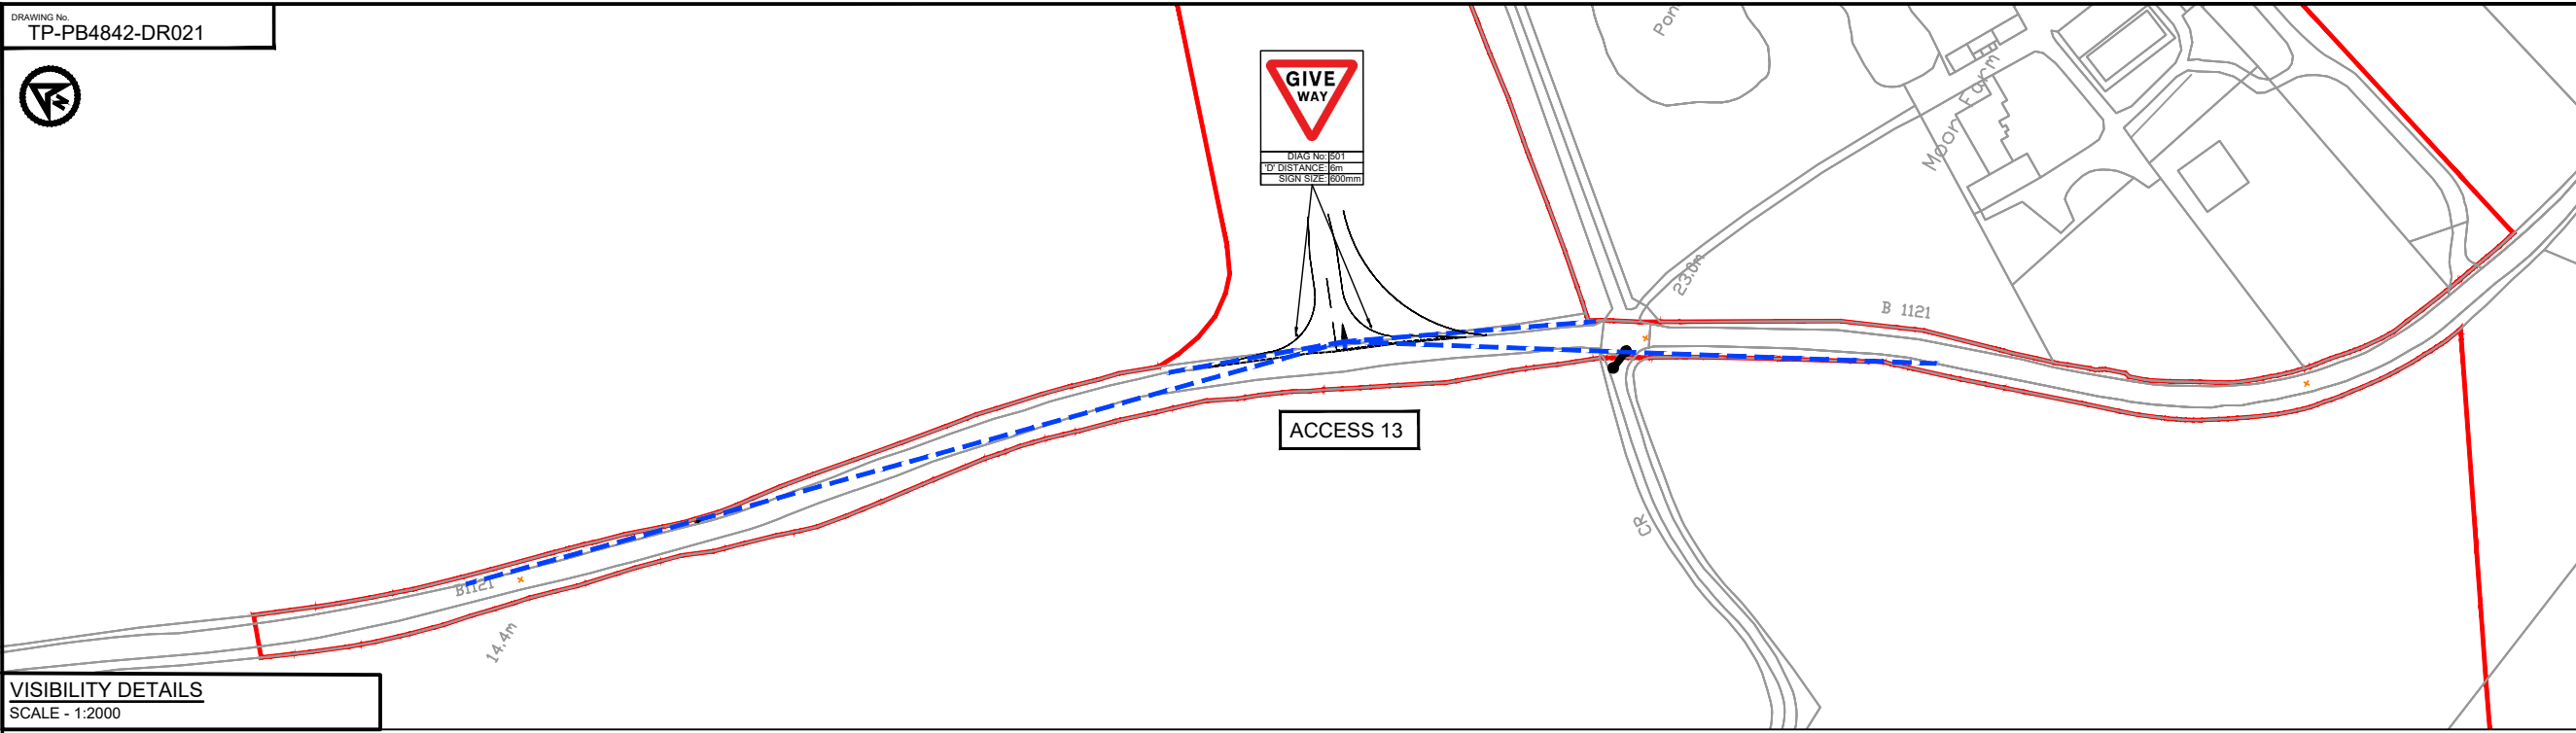 DRAWING No.
TP-PB4842-DR021
N
GIVE
WAY
DIAG No: 501
'D' DISTANCE: 6m
SIGN SIZE: 600mm
Pon
Moor Farm
23.0m
B 1121
ACCESS 13
CR
B1121
14.4m
VISIBILITY DETAILS
SCALE - 1:2000